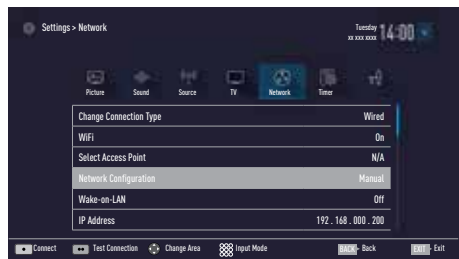 Settings > Network
Tuesday
xx xxx xxxx
14:00
Picture Sound Source TV Network Timer
Change Connection Type Wired
WiFi On
Select Access Point N/A
Network Configuration Manual
Wake-on-LAN Off
IP Address 192 . 168 . 000 . 200
Connect Test Connection Change Area Input Mode BACK Back EXIT Exit